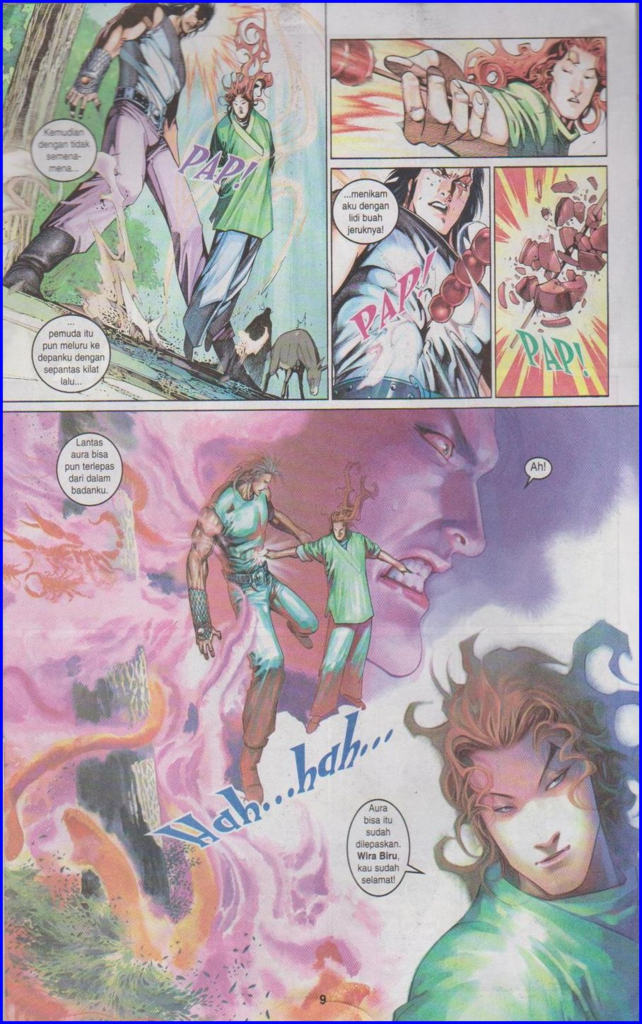 Kemudian
dengan tidak
semena-
mena...
PAP!
...
pemuda itu
pun meluru ke
depanku dengan
sepantas kilat
lalu...
...menikam
aku dengan
lidi buah
jeruknya!
PAP!
PAP!
Lantas
aura bisa
pun terlepas
dari dalam
badanku.
Ah!
Hah...hah...
Aura
bisa itu
sudah
dilepaskan.
Wira Biru,
kau sudah
selamat!
9